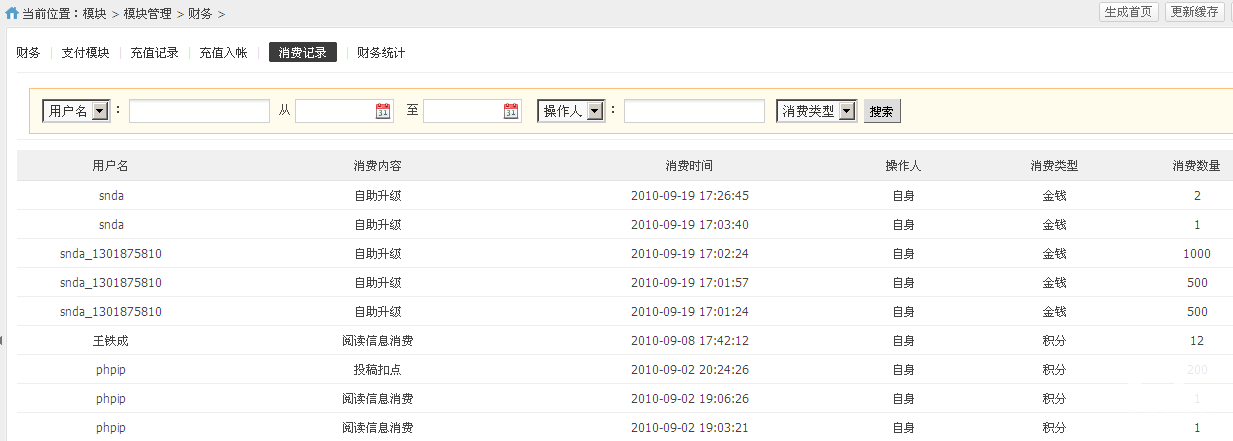 当前位置：模块 > 模块管理 > 财务 > 生成首页 更新缓存
财务 支付模块 充值记录 充值入帐 消费记录 财务统计
用户名 ： 从 31 至 31 操作人 ： 消费类型 搜索
用户名 消费内容 消费时间 操作人 消费类型 消费数量
snda 自助升级 2010-09-19 17:26:45 自身 金钱 2
snda 自助升级 2010-09-19 17:03:40 自身 金钱 1
snda_1301875810 自助升级 2010-09-19 17:02:24 自身 金钱 1000
snda_1301875810 自助升级 2010-09-19 17:01:57 自身 金钱 500
snda_1301875810 自助升级 2010-09-19 17:01:24 自身 金钱 500
王铁成 阅读信息消费 2010-09-08 17:42:12 自身 积分 12
phpip 投稿扣点 2010-09-02 20:24:26 自身 积分 200
phpip 阅读信息消费 2010-09-02 19:06:26 自身 积分 1
phpip 阅读信息消费 2010-09-02 19:03:21 自身 积分 1